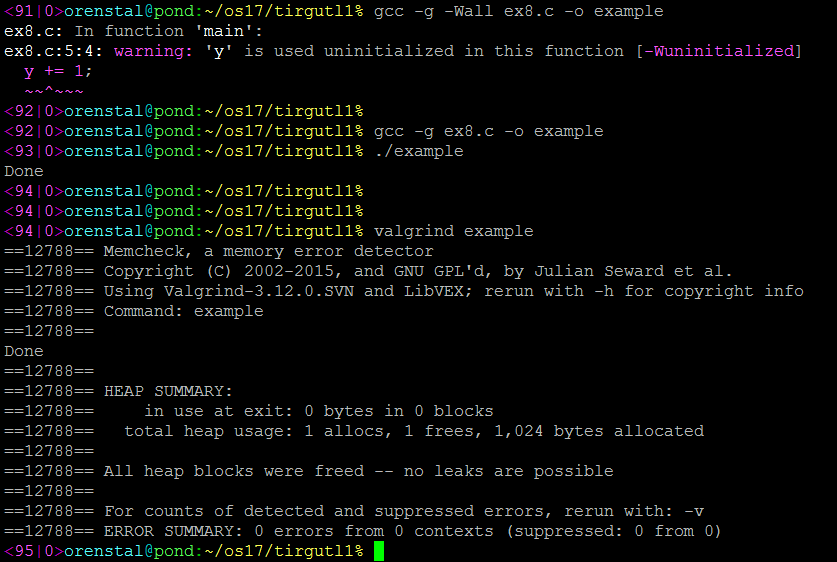 <91|0>orenstal@pond:~/os17/tirgutl1% gcc -g -Wall ex8.c -o example
ex8.c: In function 'main':
ex8.c:5:4: warning: 'y' is used uninitialized in this function [-Wuninitialized]
  y += 1;
  ~~^~~~
<92|0>orenstal@pond:~/os17/tirgutl1%
<92|0>orenstal@pond:~/os17/tirgutl1% gcc -g ex8.c -o example
<93|0>orenstal@pond:~/os17/tirgutl1% ./example
Done
<94|0>orenstal@pond:~/os17/tirgutl1%
<94|0>orenstal@pond:~/os17/tirgutl1%
<94|0>orenstal@pond:~/os17/tirgutl1% valgrind example
==12788== Memcheck, a memory error detector
==12788== Copyright (C) 2002-2015, and GNU GPL'd, by Julian Seward et al.
==12788== Using Valgrind-3.12.0.SVN and LibVEX; rerun with -h for copyright info
==12788== Command: example
==12788==
Done
==12788==
==12788== HEAP SUMMARY:
==12788==     in use at exit: 0 bytes in 0 blocks
==12788==   total heap usage: 1 allocs, 1 frees, 1,024 bytes allocated
==12788==
==12788== All heap blocks were freed -- no leaks are possible
==12788==
==12788== For counts of detected and suppressed errors, rerun with: -v
==12788== ERROR SUMMARY: 0 errors from 0 contexts (suppressed: 0 from 0)
<95|0>orenstal@pond:~/os17/tirgutl1%